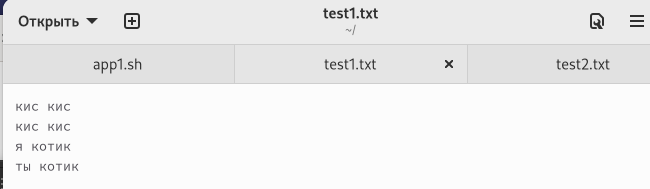 Открыть
test1.txt
~/
app1.sh
test1.txt
test2.txt
кис кис
кис кис
я котик
ты котик